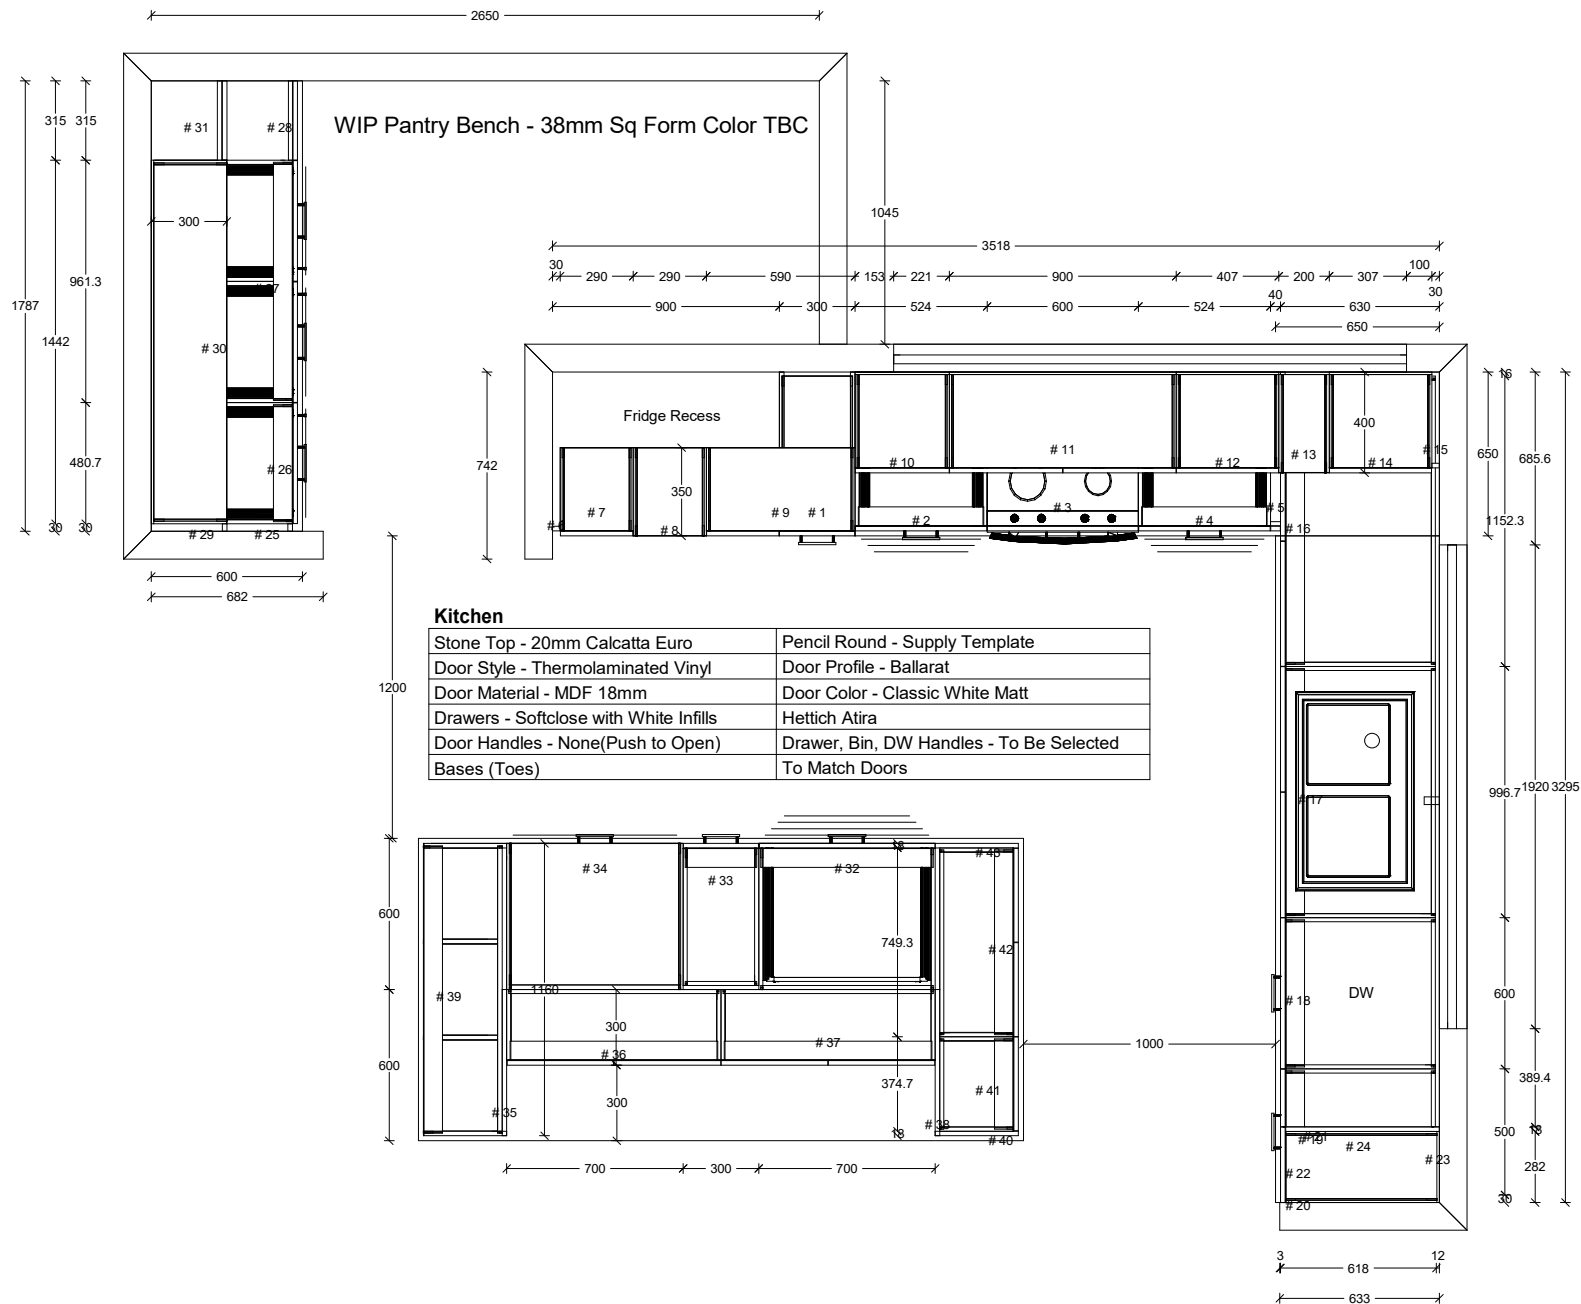 2650
315 315
# 31 # 28
WIP Pantry Bench - 38mm Sq Form Color TBC
300
1045
3518
30 290 290 590 153 221 900 407 200 307 100
30
961.3
1787
900 300 524 600 524 40 630
650
1442
# 30
16
Fridge Recess
400
# 11
# 15
742
# 10 # 12 # 13 # 14
650 685.6
480.7
# 26
350
# 7 # 8 # 9 # 1 # 2 # 3 # 4 # 5
# 16
1152.3
30 30
# 29 # 25
600
682
Kitchen
Stone Top - 20mm Calcatta Euro Pencil Round - Supply Template
Door Style - Thermolaminated Vinyl Door Profile - Ballarat
Door Material - MDF 18mm Door Color - Classic White Matt
Drawers - Softclose with White Infills Hettich Atira
Door Handles - None(Push to Open) Drawer, Bin, DW Handles - To Be Selected
Bases (Toes) To Match Doors
1200
996.7 1920 3295
# 17
18
# 43
# 34 # 33 # 32
600
749.3
# 42
# 39
1160
# 18
DW
600
300
# 36 # 37
1000
600
374.7
# 41
389.4
300
# 35 # 38
18
# 40
500 18
# 19 # 21
# 24
# 23
# 22
282
30
# 20
700 300 700
3 12
618
633